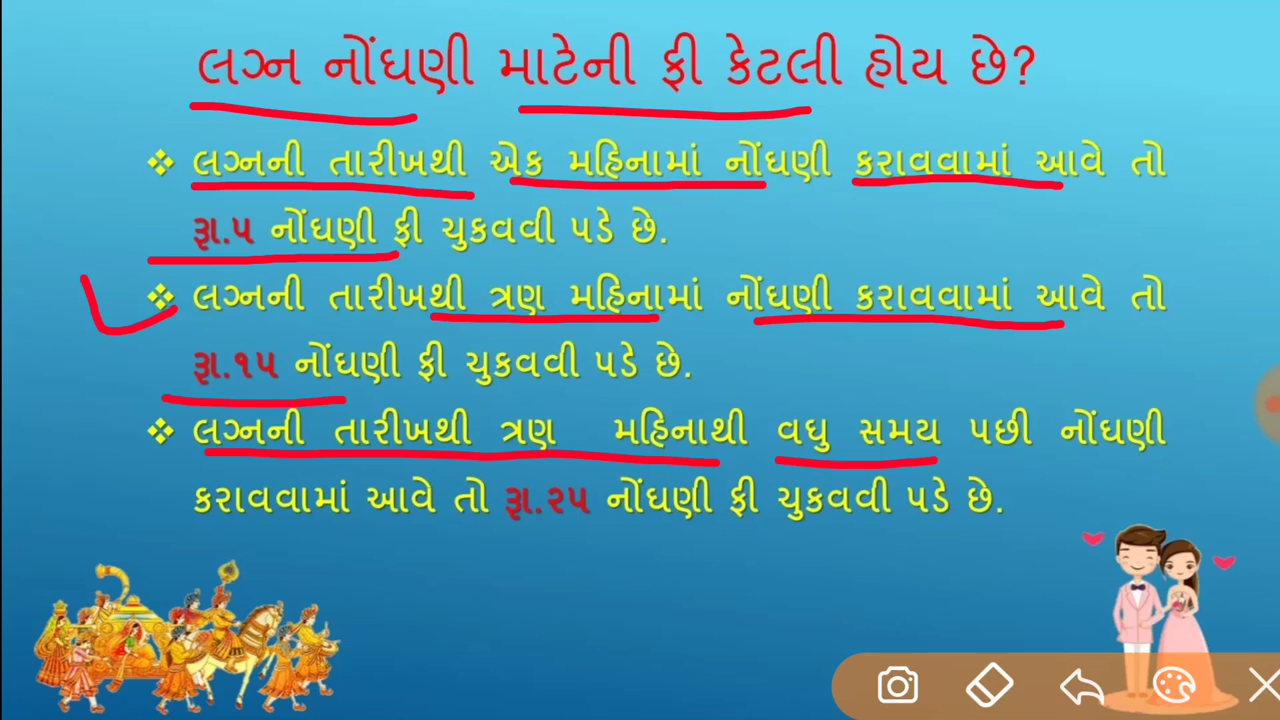 લગ્ન નોંધણી માટેની ફી કેટલી હોય છે?
❖ લગ્નની તારીખથી એક મહિનામાં નોંધણી કરાવવામાં આવે તો
રૂા.૫ નોંધણી ફી ચુકવવી પડે છે.
❖ લગ્નની તારીખથી ત્રણ મહિનામાં નોંધણી કરાવવામાં આવે તો
રૂા.૧૫ નોંધણી ફી ચુકવવી પડે છે.
❖ લગ્નની તારીખથી ત્રણ મહિનાથી વધુ સમય પછી નોંધણી
કરાવવામાં આવે તો રૂા.૨૫ નોંધણી ફી ચુકવવી પડે છે.